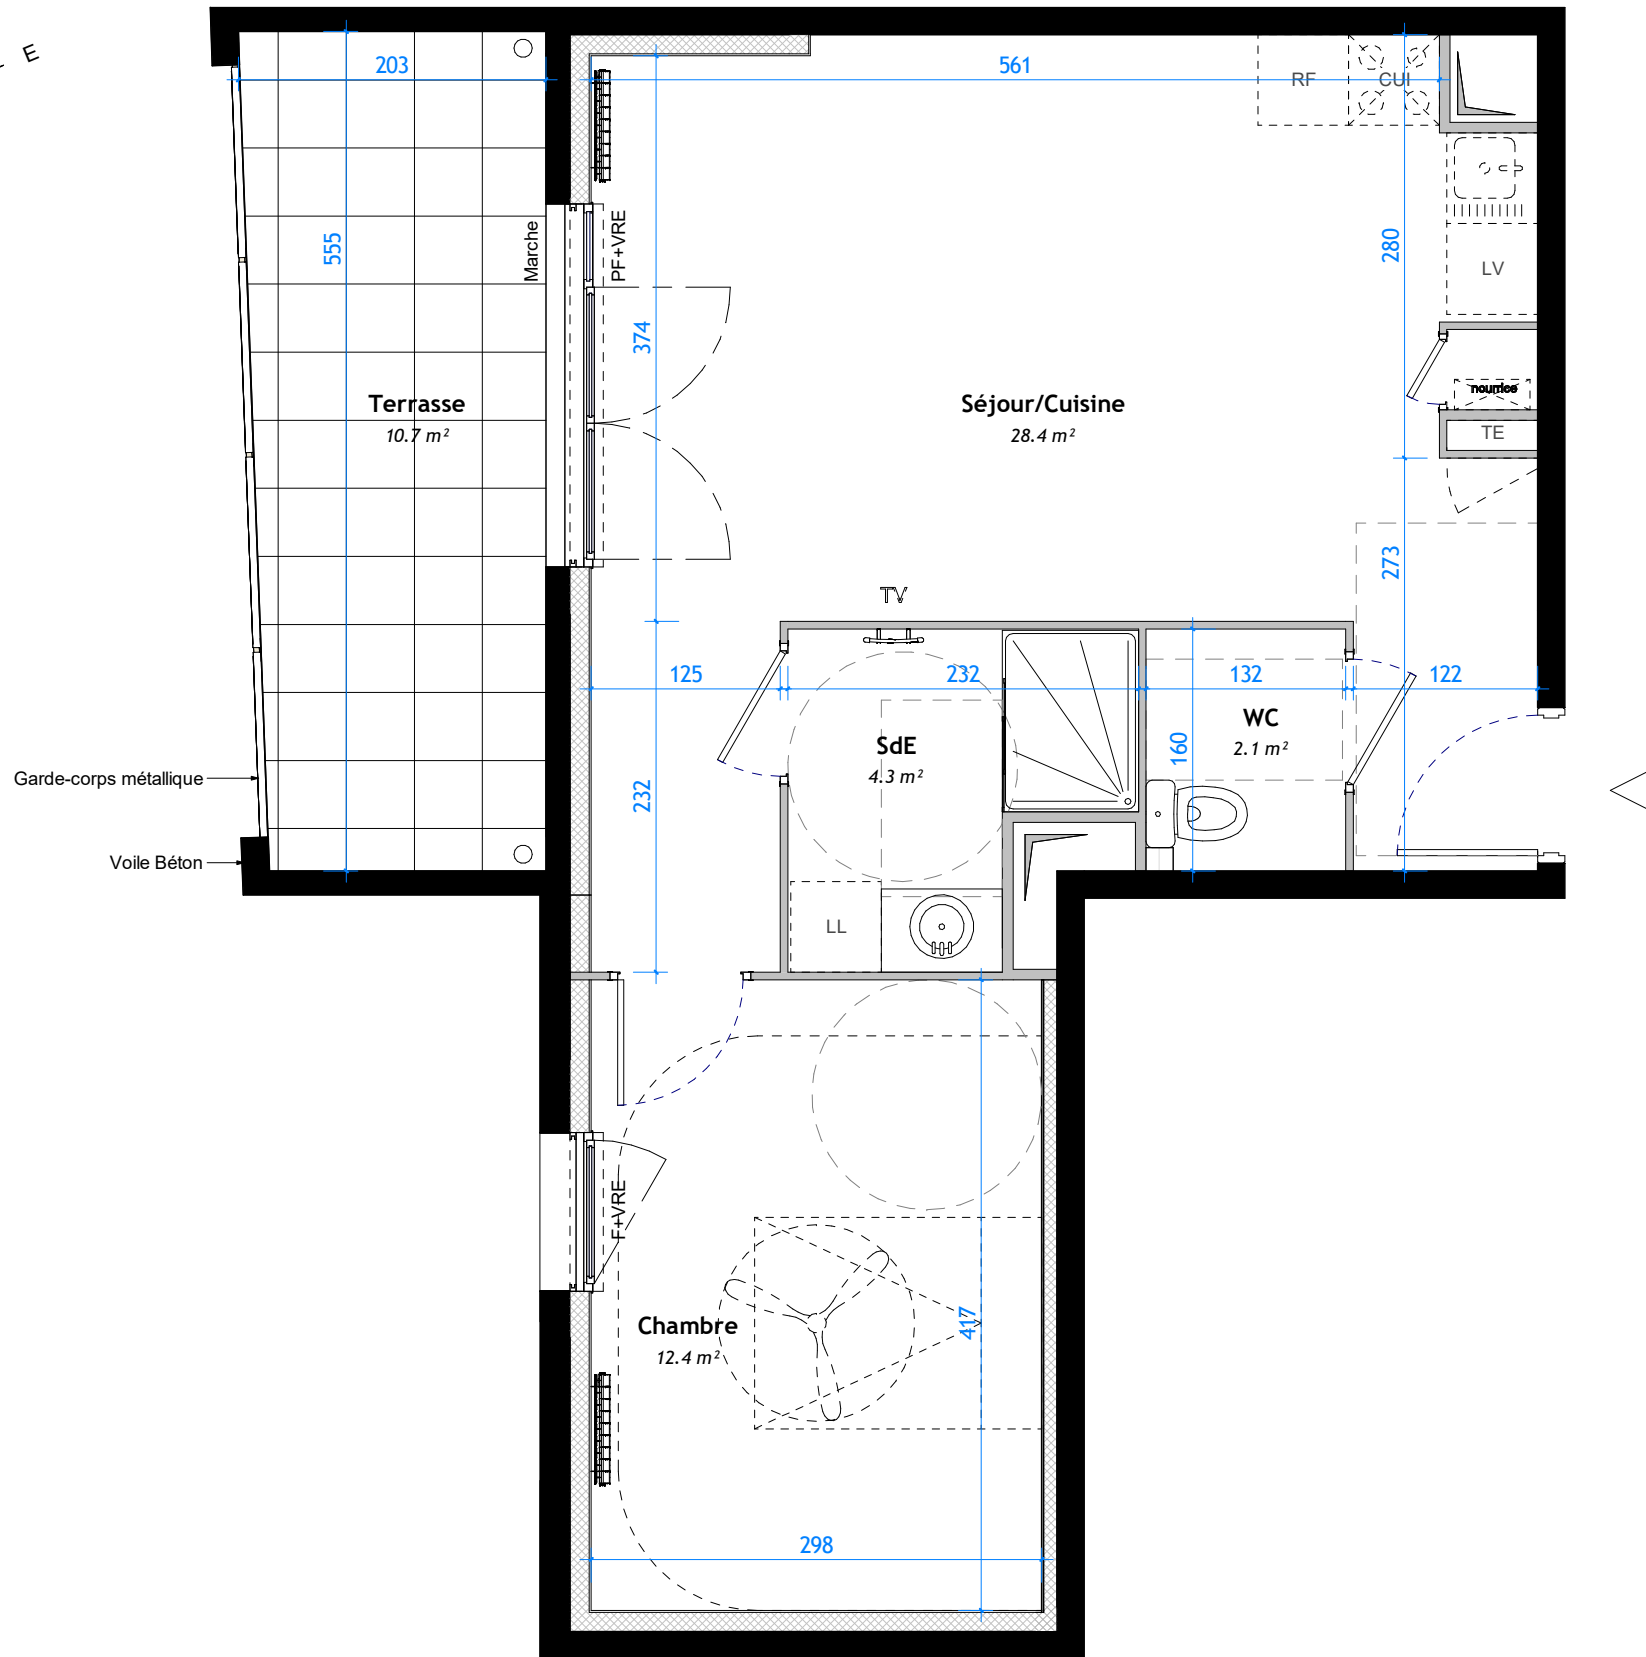 E
203
561
RF
CUI
555
Marche
PF+VRE
280
LV
374
nourrice
Terrasse
10.7 m²
Séjour/Cuisine
28.4 m²
TE
273
TV
125
232
132
122
WC
2.1 m²
SdE
4.3 m²
160
Garde-corps métallique
232
Voile Béton
LL
F+VRE
Chambre
12.4 m²
417
298